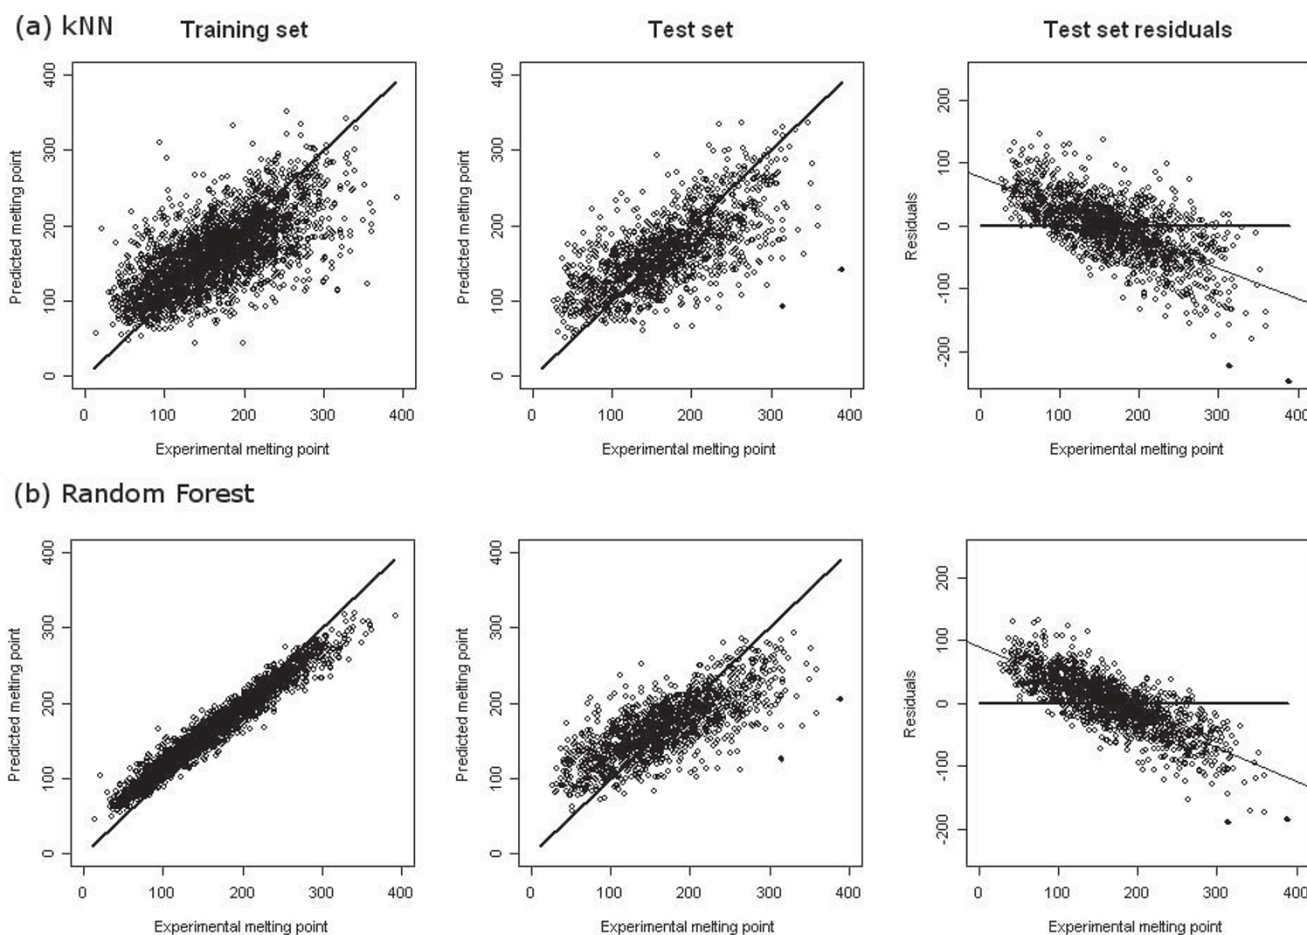 (a) kNN
Training set
Test set
Test set residuals
Predicted melting point
400
300
200
100
0
0 100 200 300 400
Experimental melting point
Predicted melting point
400
300
200
100
0
0 100 200 300 400
Experimental melting point
Residuals
200
100
0
-100
-200
0 100 200 300 400
Experimental melting point
(b) Random Forest
Predicted melting point
400
300
200
100
0
0 100 200 300 400
Experimental melting point
Predicted melting point
400
300
200
100
0
0 100 200 300 400
Experimental melting point
Residuals
200
100
0
-100
-200
0 100 200 300 400
Experimental melting point